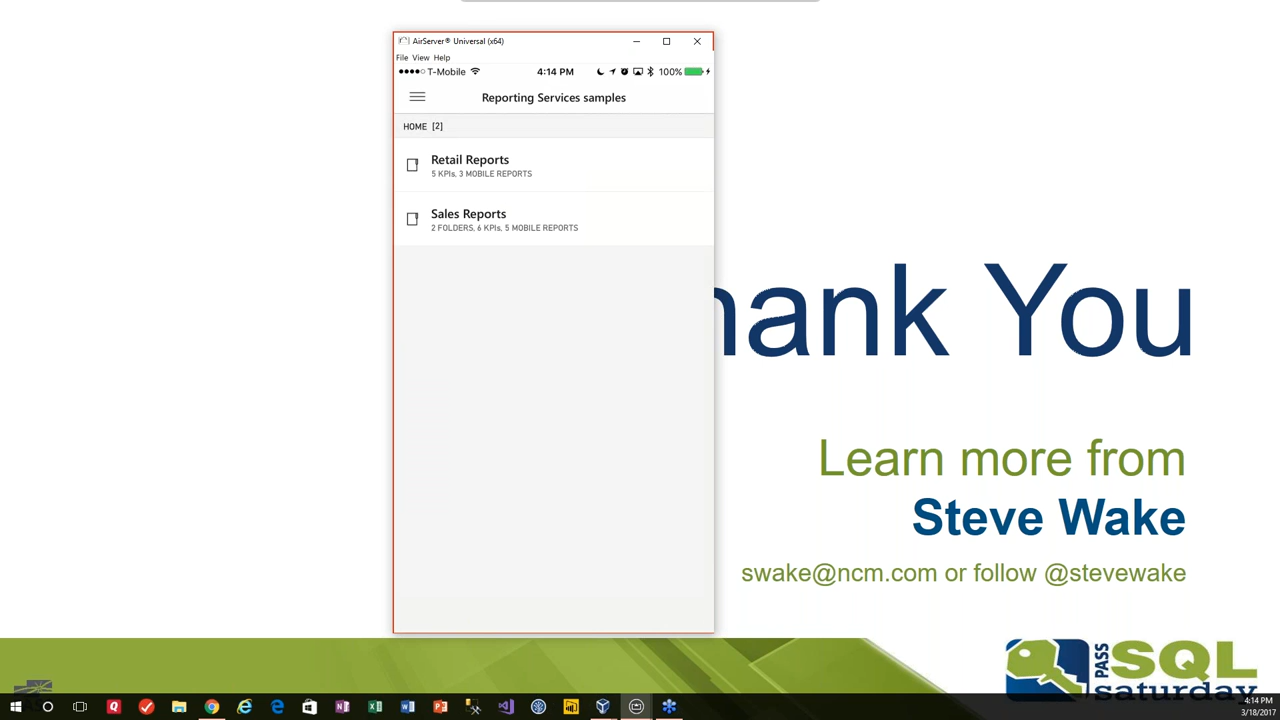 AirServer® Universal (x64)
File View Help
T-Mobile 4:14 PM 100%
Reporting Services samples
HOME [2]
Retail Reports
5 KPIs, 3 MOBILE REPORTS
Sales Reports
2 FOLDERS, 6 KPIs, 5 MOBILE REPORTS
hank You
Learn more from
Steve Wake
swake@ncm.com or follow @stevewake
PASS
SQL
saturday
4:14 PM
3/18/2017